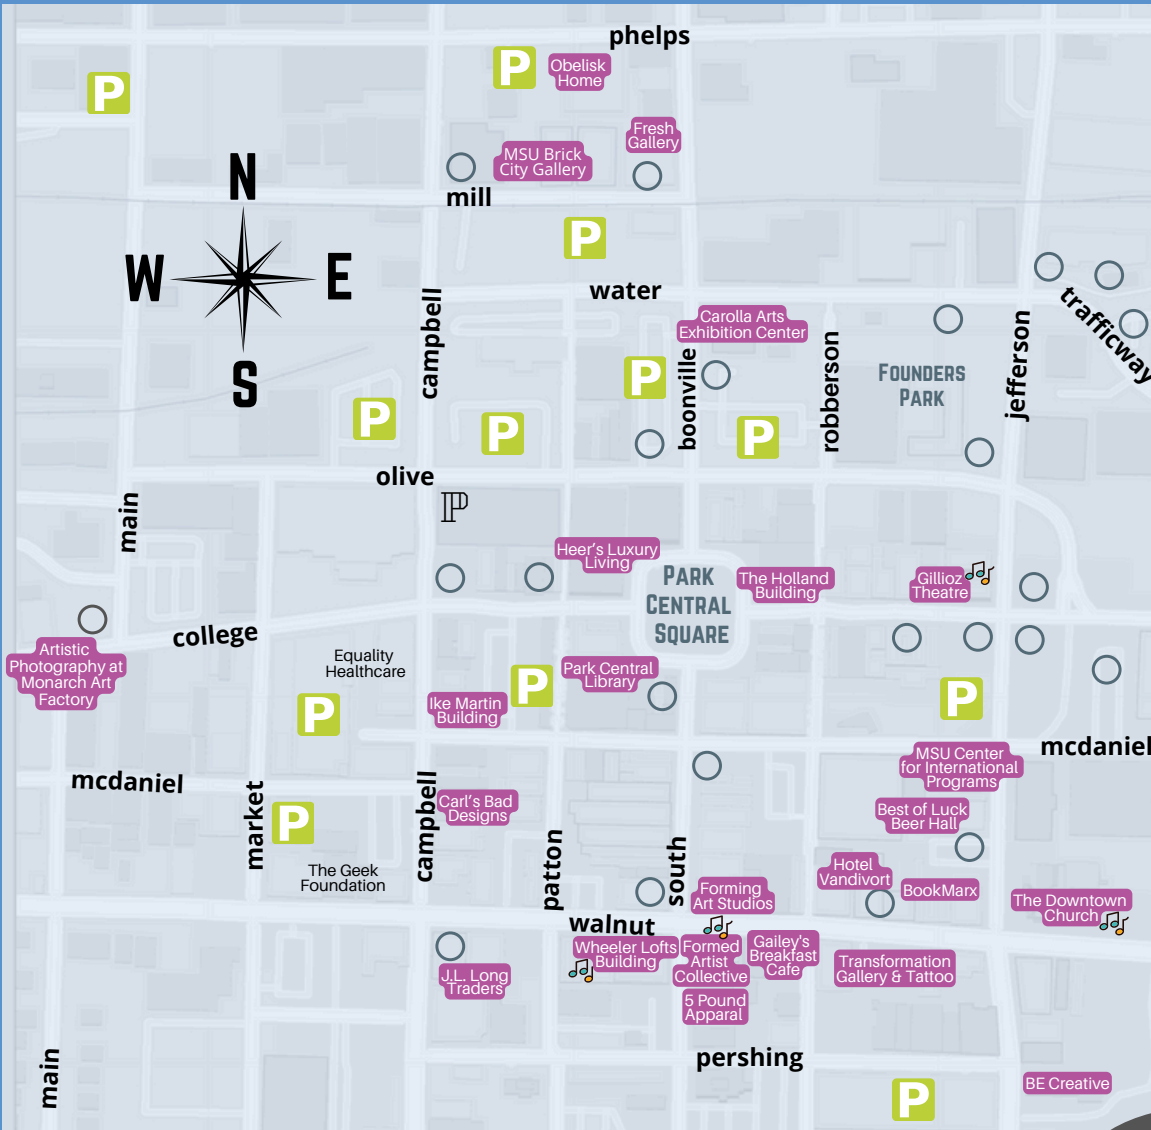 phelps
P
Obelisk
Home
P
Fresh
Gallery
MSU Brick
City Gallery
N
mill
P
W
E
water
trafficway
campbell
Carolla Arts
Exhibition Center
jefferson
S
P
boonville
robberson
Founders
Park
P
P
P
olive
main
P
Heer's Luxury
Living
Park
Central
Square
The Holland
Building
Gillioz
Theatre
college
Artistic
Photography at
Monarch Art
Factory
Equality
Healthcare
Park Central
Library
P
P
Ike Martin
Building
P
mcdaniel
MSU Center
for International
Programs
mcdaniel
market
P
campbell
Carl's Bad
Designs
Best of Luck
Beer Hall
patton
south
The Geek
Foundation
Hotel
Vandivort
BookMarx
Forming
Art Studios
The Downtown
Church
walnut
Wheeler Lofts
Building
Formed
Artist
Collective
Gailey's
Breakfast
Cafe
Transformation
Gallery & Tattoo
J.L. Long
Traders
5 Pound
Apparal
pershing
main
BE Creative
P